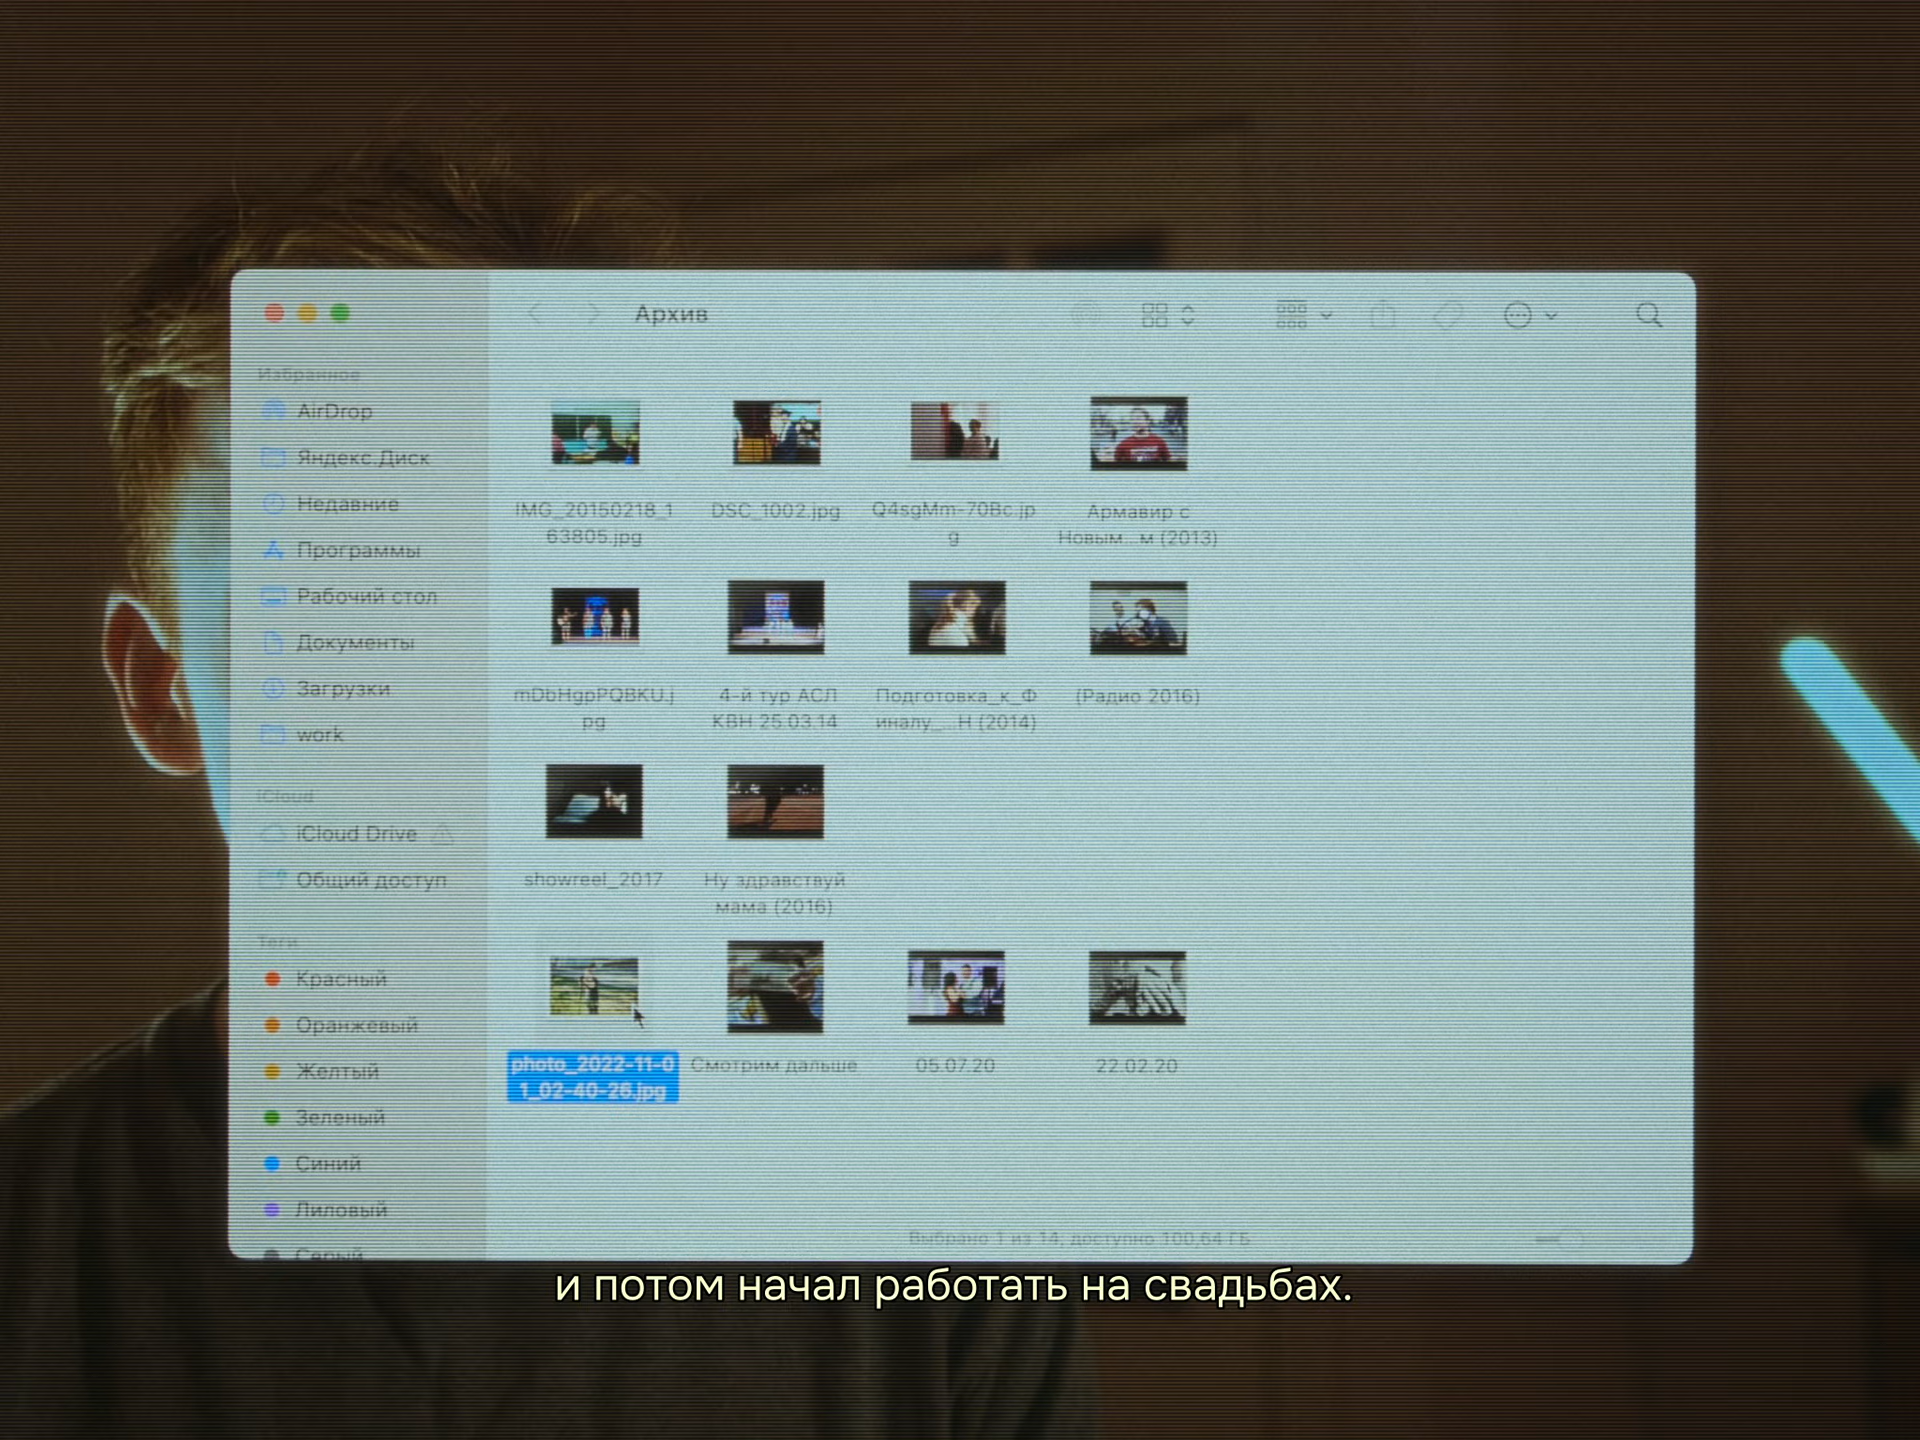 Архив
Избранное
AirDrop
Яндекс.Диск
Недавние
Программы
Рабочий стол
Документы
Загрузки
work
iCloud
iCloud Drive
Общий доступ
Теги
Красный
Оранжевый
Желтый
Зеленый
Синий
Лиловый
Серый
IMG_20150218_1
63805.jpg
DSC_1002.jpg
Q4sgMm-70Bc.jp
g
Армавир с
Новым...м (2013)
mDbHgpPQBKU.j
pg
4-й тур АСЛ
КВН 25.03.14
Подготовка_к_Ф
иналу_...Н (2014)
(Радио 2016)
showreel_2017
Ну здравствуй
мама (2016)
photo_2022-11-0
1_02-40-26.jpg
Смотрим дальше
05.07.20
22.02.20
Выбрано 1 из 14, доступно 100,64 ГБ
и потом начал работать на свадьбах.